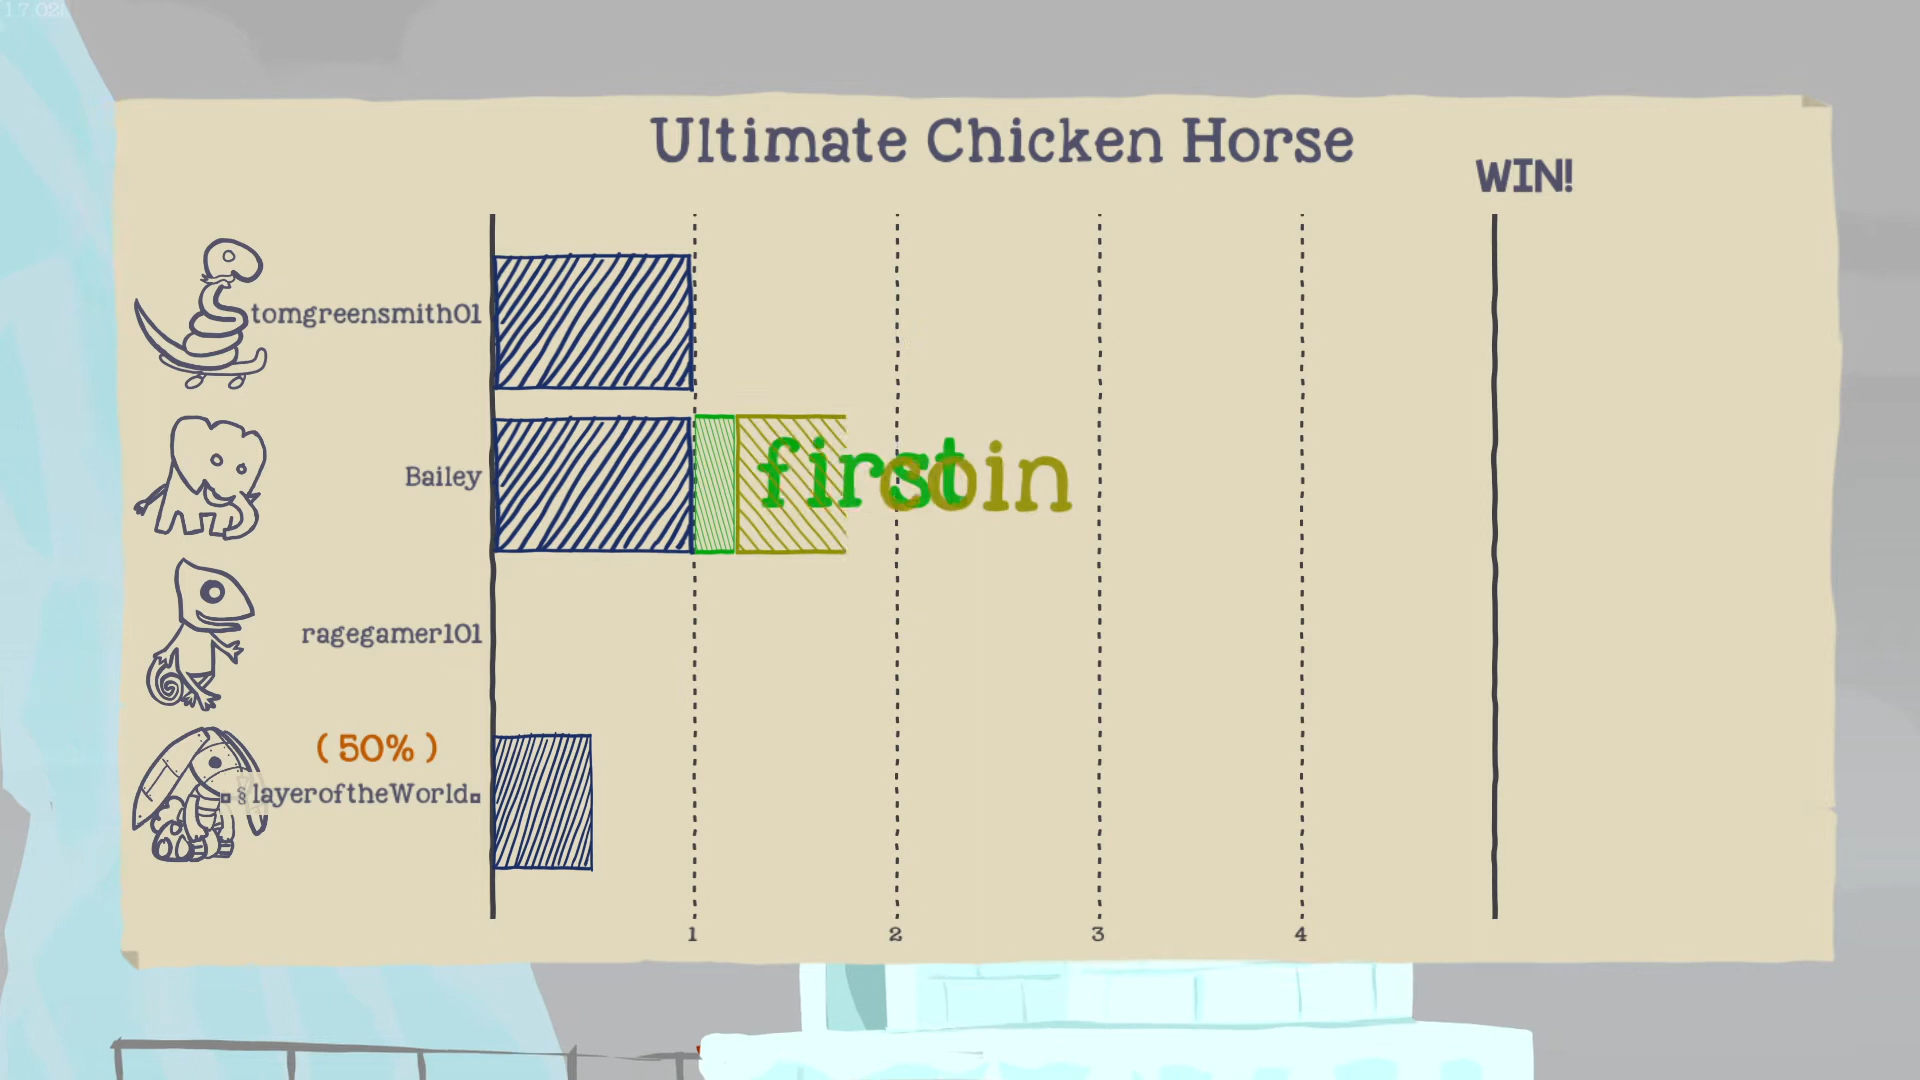 Ultimate Chicken Horse
WIN!
tomgreensmith01
Bailey
first
coin
ragegamer101
( 50% )
layeroftheWorld
1 2 3 4